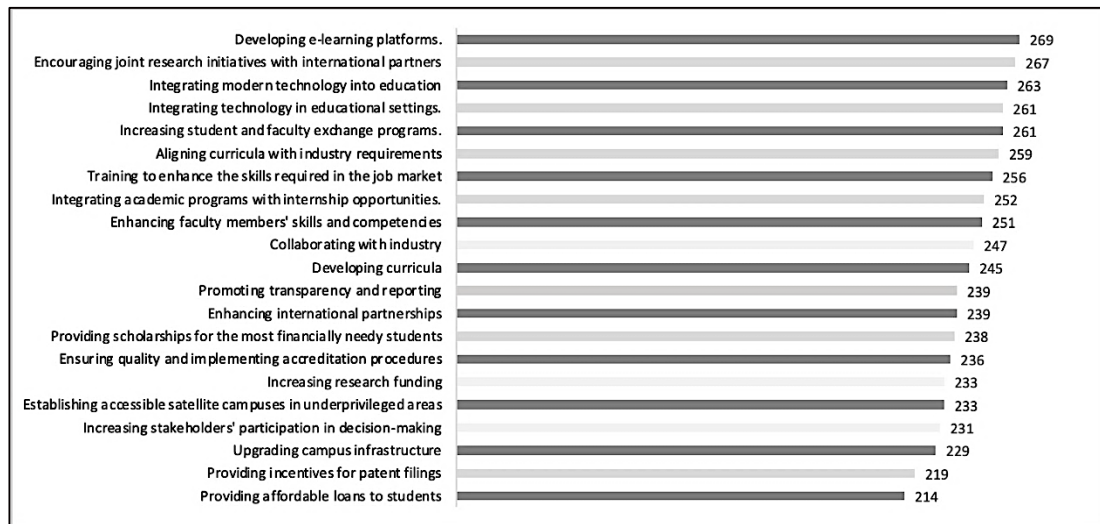 Developing e-learning platforms. 269
Encouraging joint research initiatives with international partners 267
Integrating modern technology into education 263
Integrating technology in educational settings. 261
Increasing student and faculty exchange programs. 261
Aligning curricula with industry requirements 259
Training to enhance the skills required in the job market 256
Integrating academic programs with internship opportunities. 252
Enhancing faculty members' skills and competencies 251
Collaborating with industry 247
Developing curricula 245
Promoting transparency and reporting 239
Enhancing international partnerships 239
Providing scholarships for the most financially needy students 238
Ensuring quality and implementing accreditation procedures 236
Increasing research funding 233
Establishing accessible satellite campuses in underprivileged areas 233
Increasing stakeholders' participation in decision-making 231
Upgrading campus infrastructure 229
Providing incentives for patent filings 219
Providing affordable loans to students 214